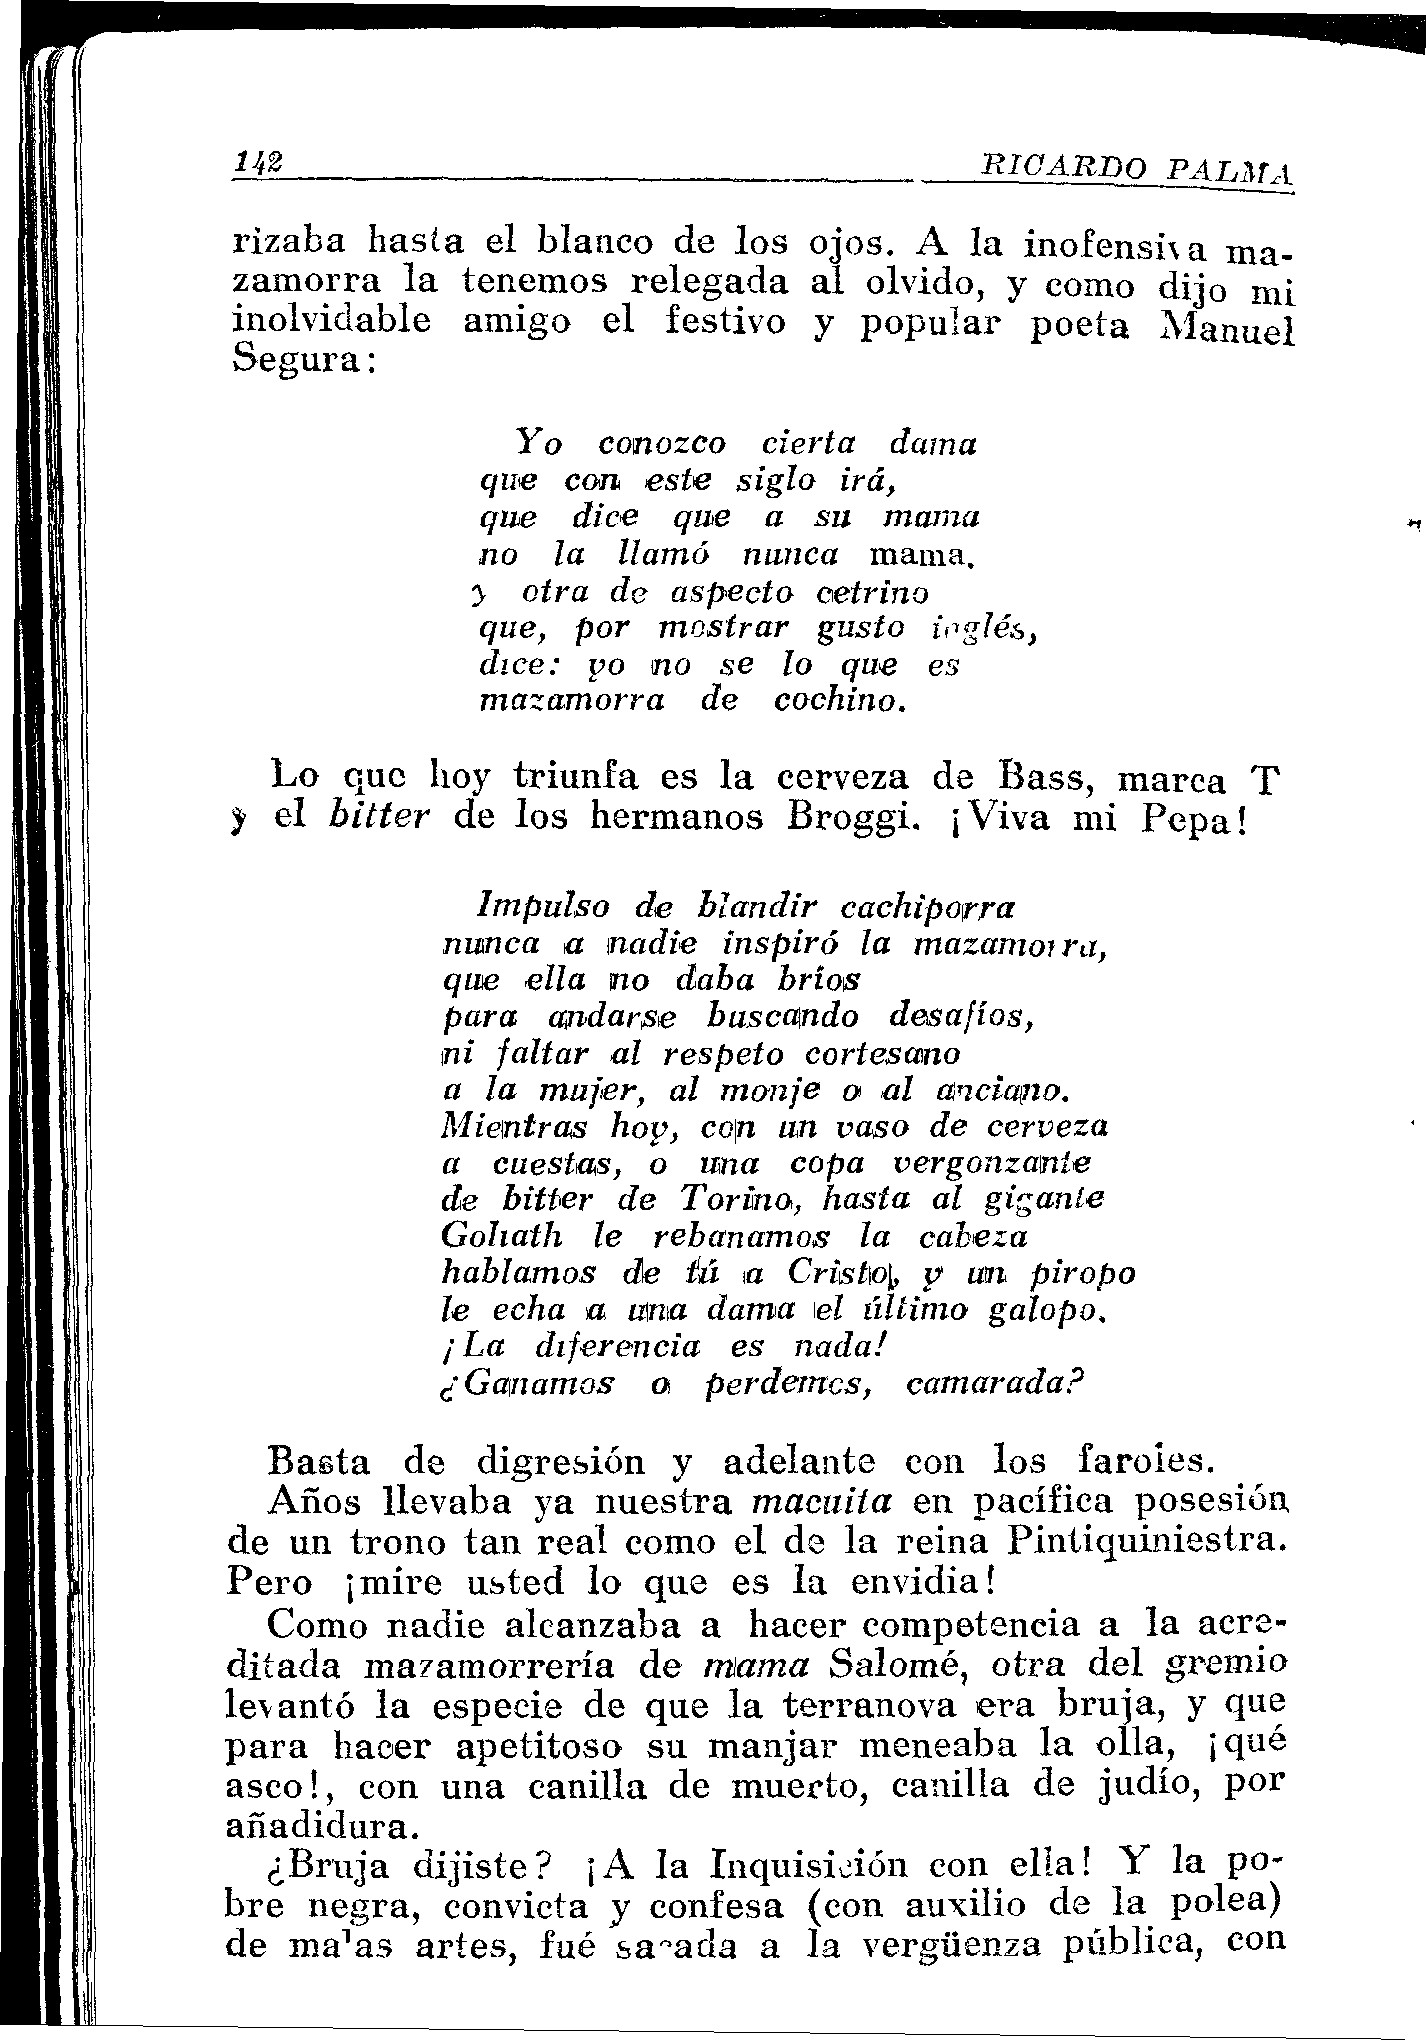 142 RICARDO PALMA
rizaba hasta el blanco de los ojos. A la inofensiva ma-
zamorra la tenemos relegada al olvido, y como dijo mi
inolvidable amigo el festivo y popular poeta Manuel
Segura:
Yo conozco cierta dama
que con este siglo irá,
que dice que a su mama
no la llamó nunca mama.
y otra de aspecto cetrino
que, por mostrar gusto inglés,
dice: yo no se lo que es
mazamorra de cochino.
Lo que hoy triunfa es la cerveza de Bass, marca T
y el bitter de los hermanos Broggi. ¡Viva mi Pepa!
Impulso de blandir cachiporra
nunca a nadie inspiró la mazamorra,
que ella no daba bríos
para andarse buscando desafíos,
ni faltar al respeto cortesano
a la mujer, al monje o al anciano.
Mientras hoy, con un vaso de cerveza
a cuestas, o una copa vergonzante
de bitter de Torino, hasta al gigante
Goliath le rebanamos la cabeza
hablamos de tú a Cristo, y un piropo
le echa a una dama el último galopo.
¡La diferencia es nada!
¿Ganamos o perdemos, camarada?
Basta de digresión y adelante con los faroles.
Años llevaba ya nuestra macuita en pacífica posesión
de un trono tan real como el de la reina Pintiquiniestra.
Pero ¡mire usted lo que es la envidia!
Como nadie alcanzaba a hacer competencia a la acre-
ditada mazamorrería de mama Salomé, otra del gremio
levantó la especie de que la terranova era bruja, y que
para hacer apetitoso su manjar meneaba la olla, ¡qué
asco!, con una canilla de muerto, canilla de judío, por
añadidura.
¿Bruja dijiste? ¡A la Inquisición con ella! Y la po-
bre negra, convicta y confesa (con auxilio de la polea)
de malas artes, fué sacada a la vergüenza pública, con